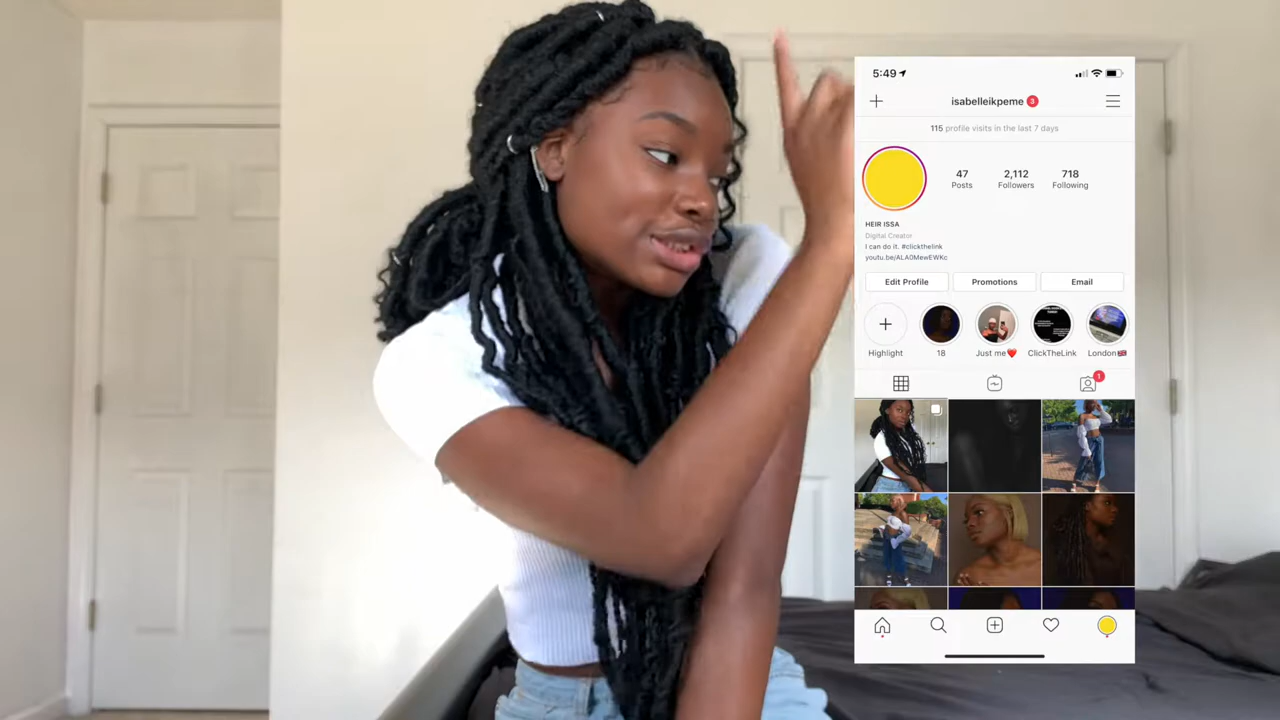 5:49
isabelleikpeme 3
115 profile visits in the last 7 days
47 2,112 718
Posts Followers Following
HEIR ISSA
Digital Creator
i can do it. #clickthelink
youtu.be/ALA0MewEWKc
Edit Profile Promotions Email
Highlight 18 Just me❤️ ClickTheLink London🇬🇧
1